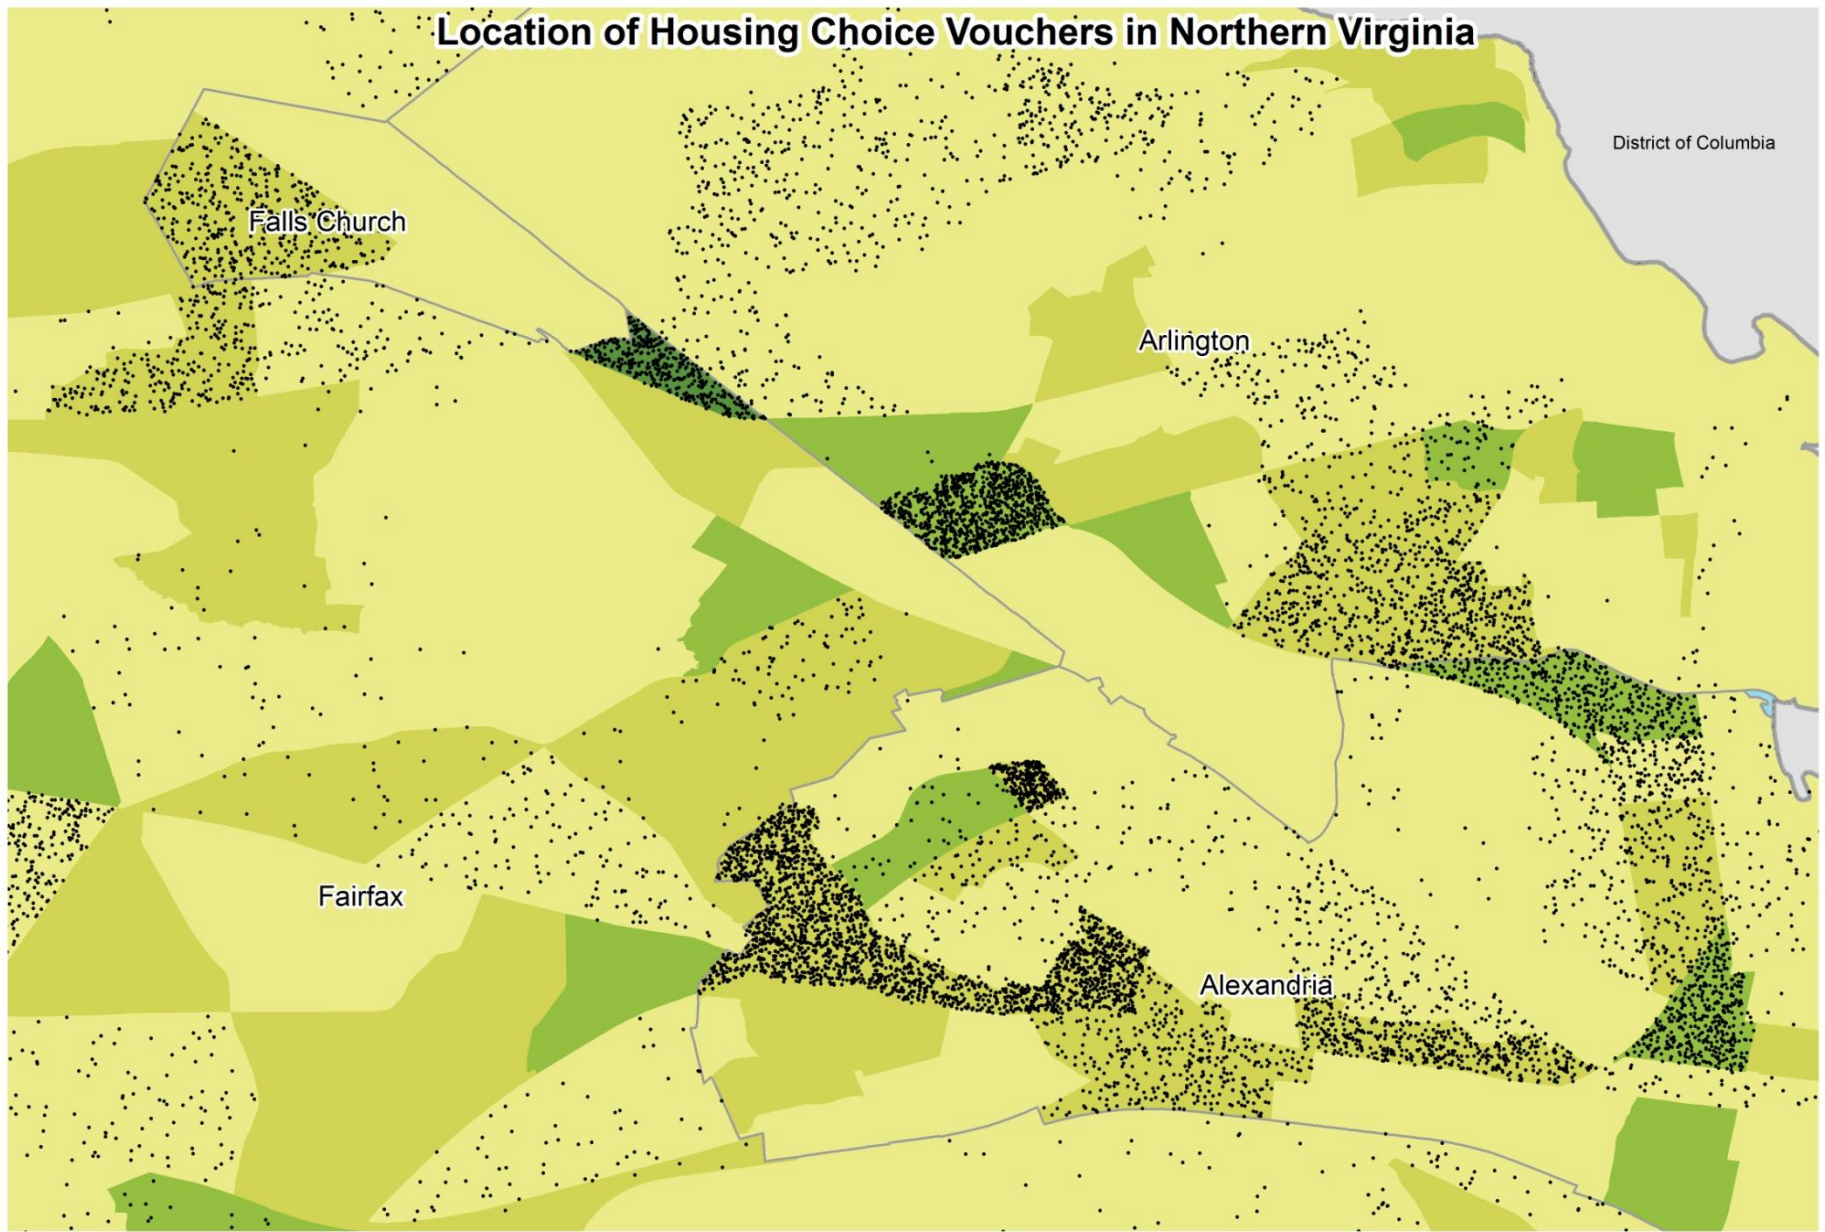 Location of Housing Choice Vouchers in Northern Virginia
District of Columbia
Falls Church
Arlington
Fairfax
Alexandria